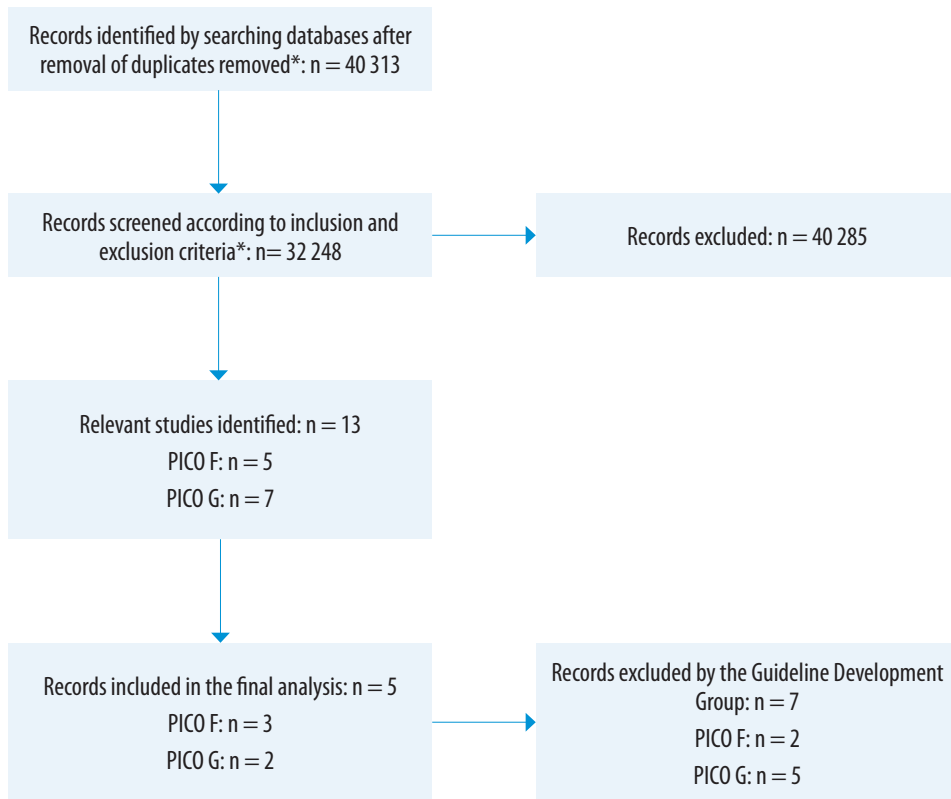 Records identified by searching databases after
removal of duplicates removed*: n = 40 313
Records screened according to inclusion and
exclusion criteria*: n= 32 248
Records excluded: n = 40 285
Relevant studies identified: n = 13
PICO F: n = 5
PICO G: n = 7
Records included in the final analysis: n = 5
PICO F: n = 3
PICO G: n = 2
Records excluded by the Guideline Development
Group: n = 7
PICO F: n = 2
PICO G: n = 5